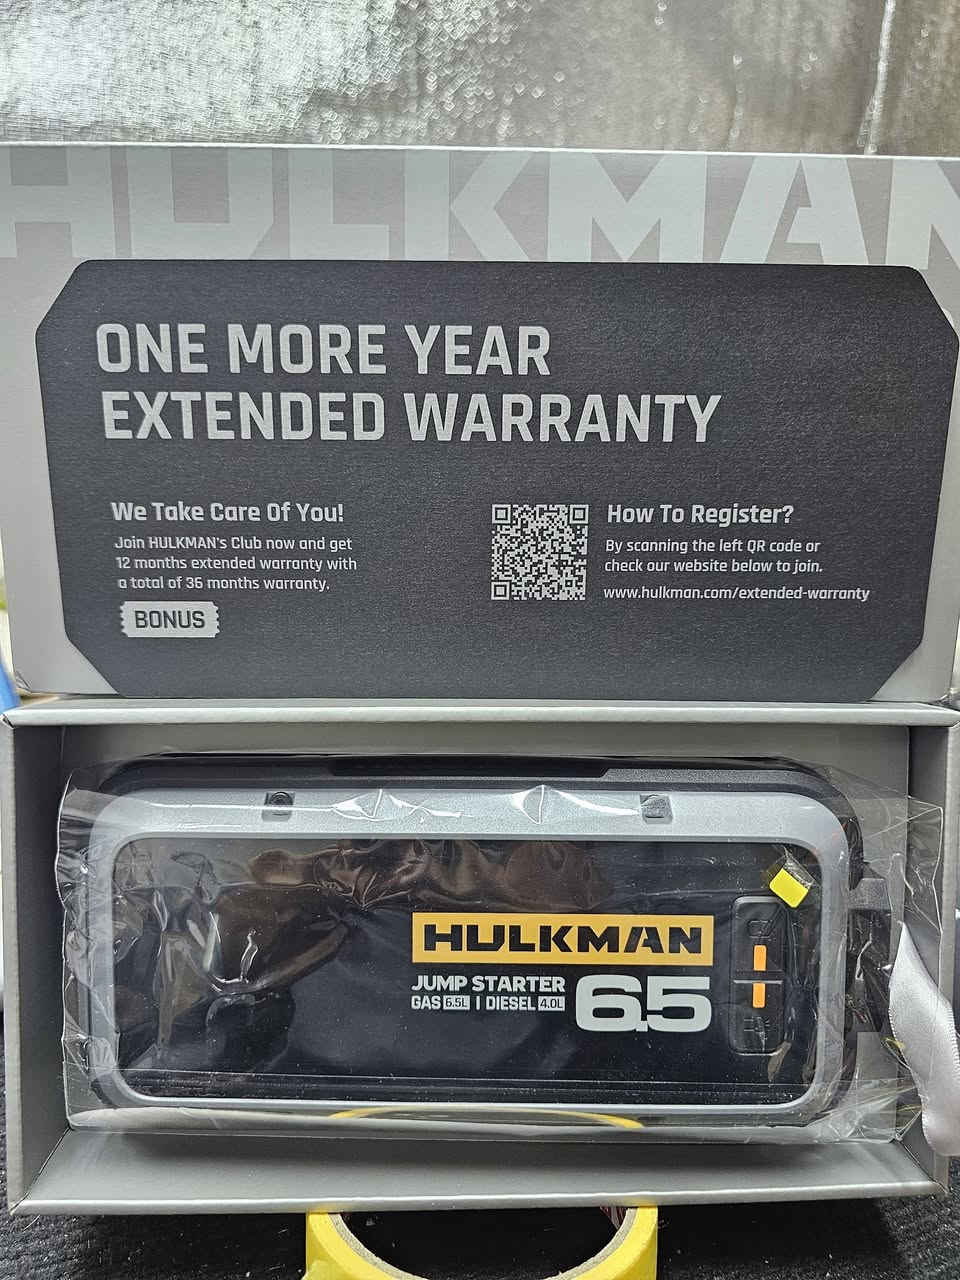 HULKMAN
ONE MORE YEAR
EXTENDED WARRANTY
We Take Care Of You!
Join HULKMAN's Club now and get
12 months extended warranty with
a total of 36 months warranty.
BONUS
How To Register?
By scanning the left QR code or
check our website below to join.
www.hulkman.com/extended-warranty
HULKMAN
JUMP STARTER
GAS 6.5L | DIESEL 4.0L
65